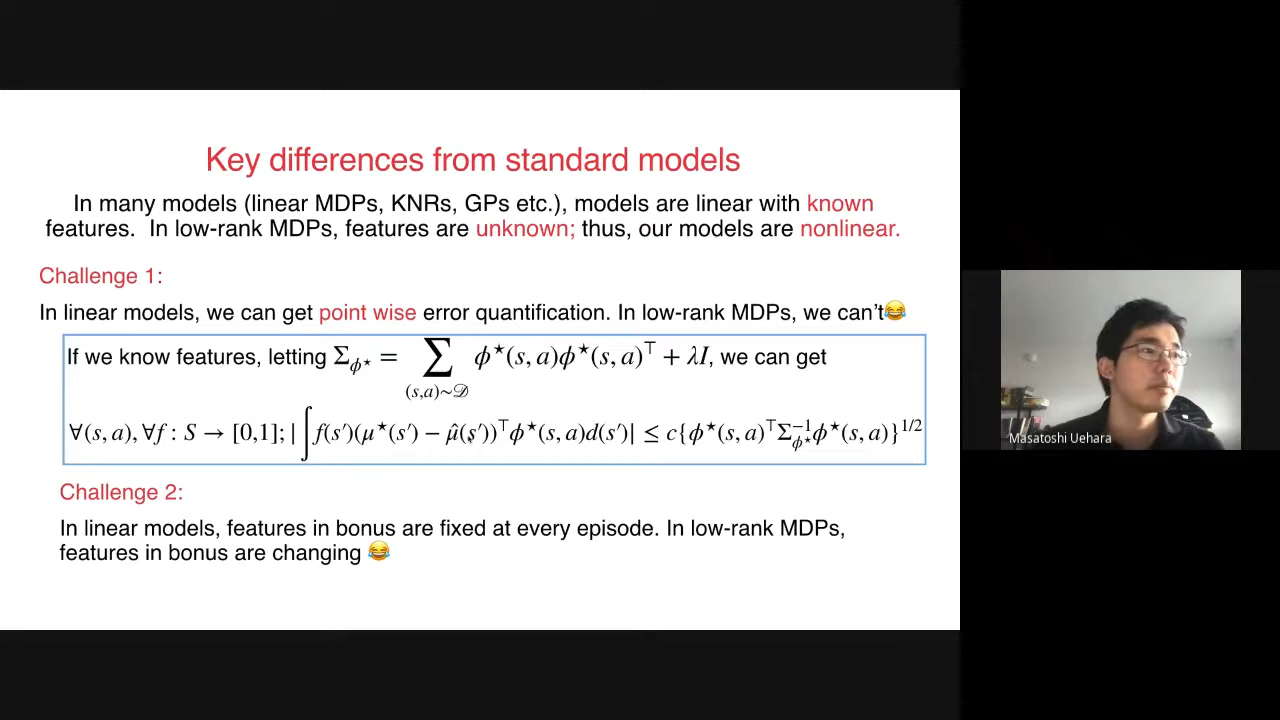 Key differences from standard models
In many models (linear MDPs, KNRs, GPs etc.), models are linear with known
features. In low-rank MDPs, features are unknown; thus, our models are nonlinear.
Challenge 1:
In linear models, we can get point wise error quantification. In low-rank MDPs, we can't😂
If we know features, letting Σ_{ϕ⋆} = ∑_{(s,a)∼𝒟} ϕ⋆(s, a)ϕ⋆(s, a)^⊤ + λI, we can get
∀(s, a), ∀f : S → [0,1]; | ∫ f(s′)(μ⋆(s′) − μ̂(s′))^⊤ϕ⋆(s, a)d(s′)| ≤ c{ϕ⋆(s, a)^⊤Σ_{ϕ⋆}^{−1}ϕ⋆(s, a)}^{1/2}
Challenge 2:
In linear models, features in bonus are fixed at every episode. In low-rank MDPs,
features in bonus are changing 😂
Masatoshi Uehara